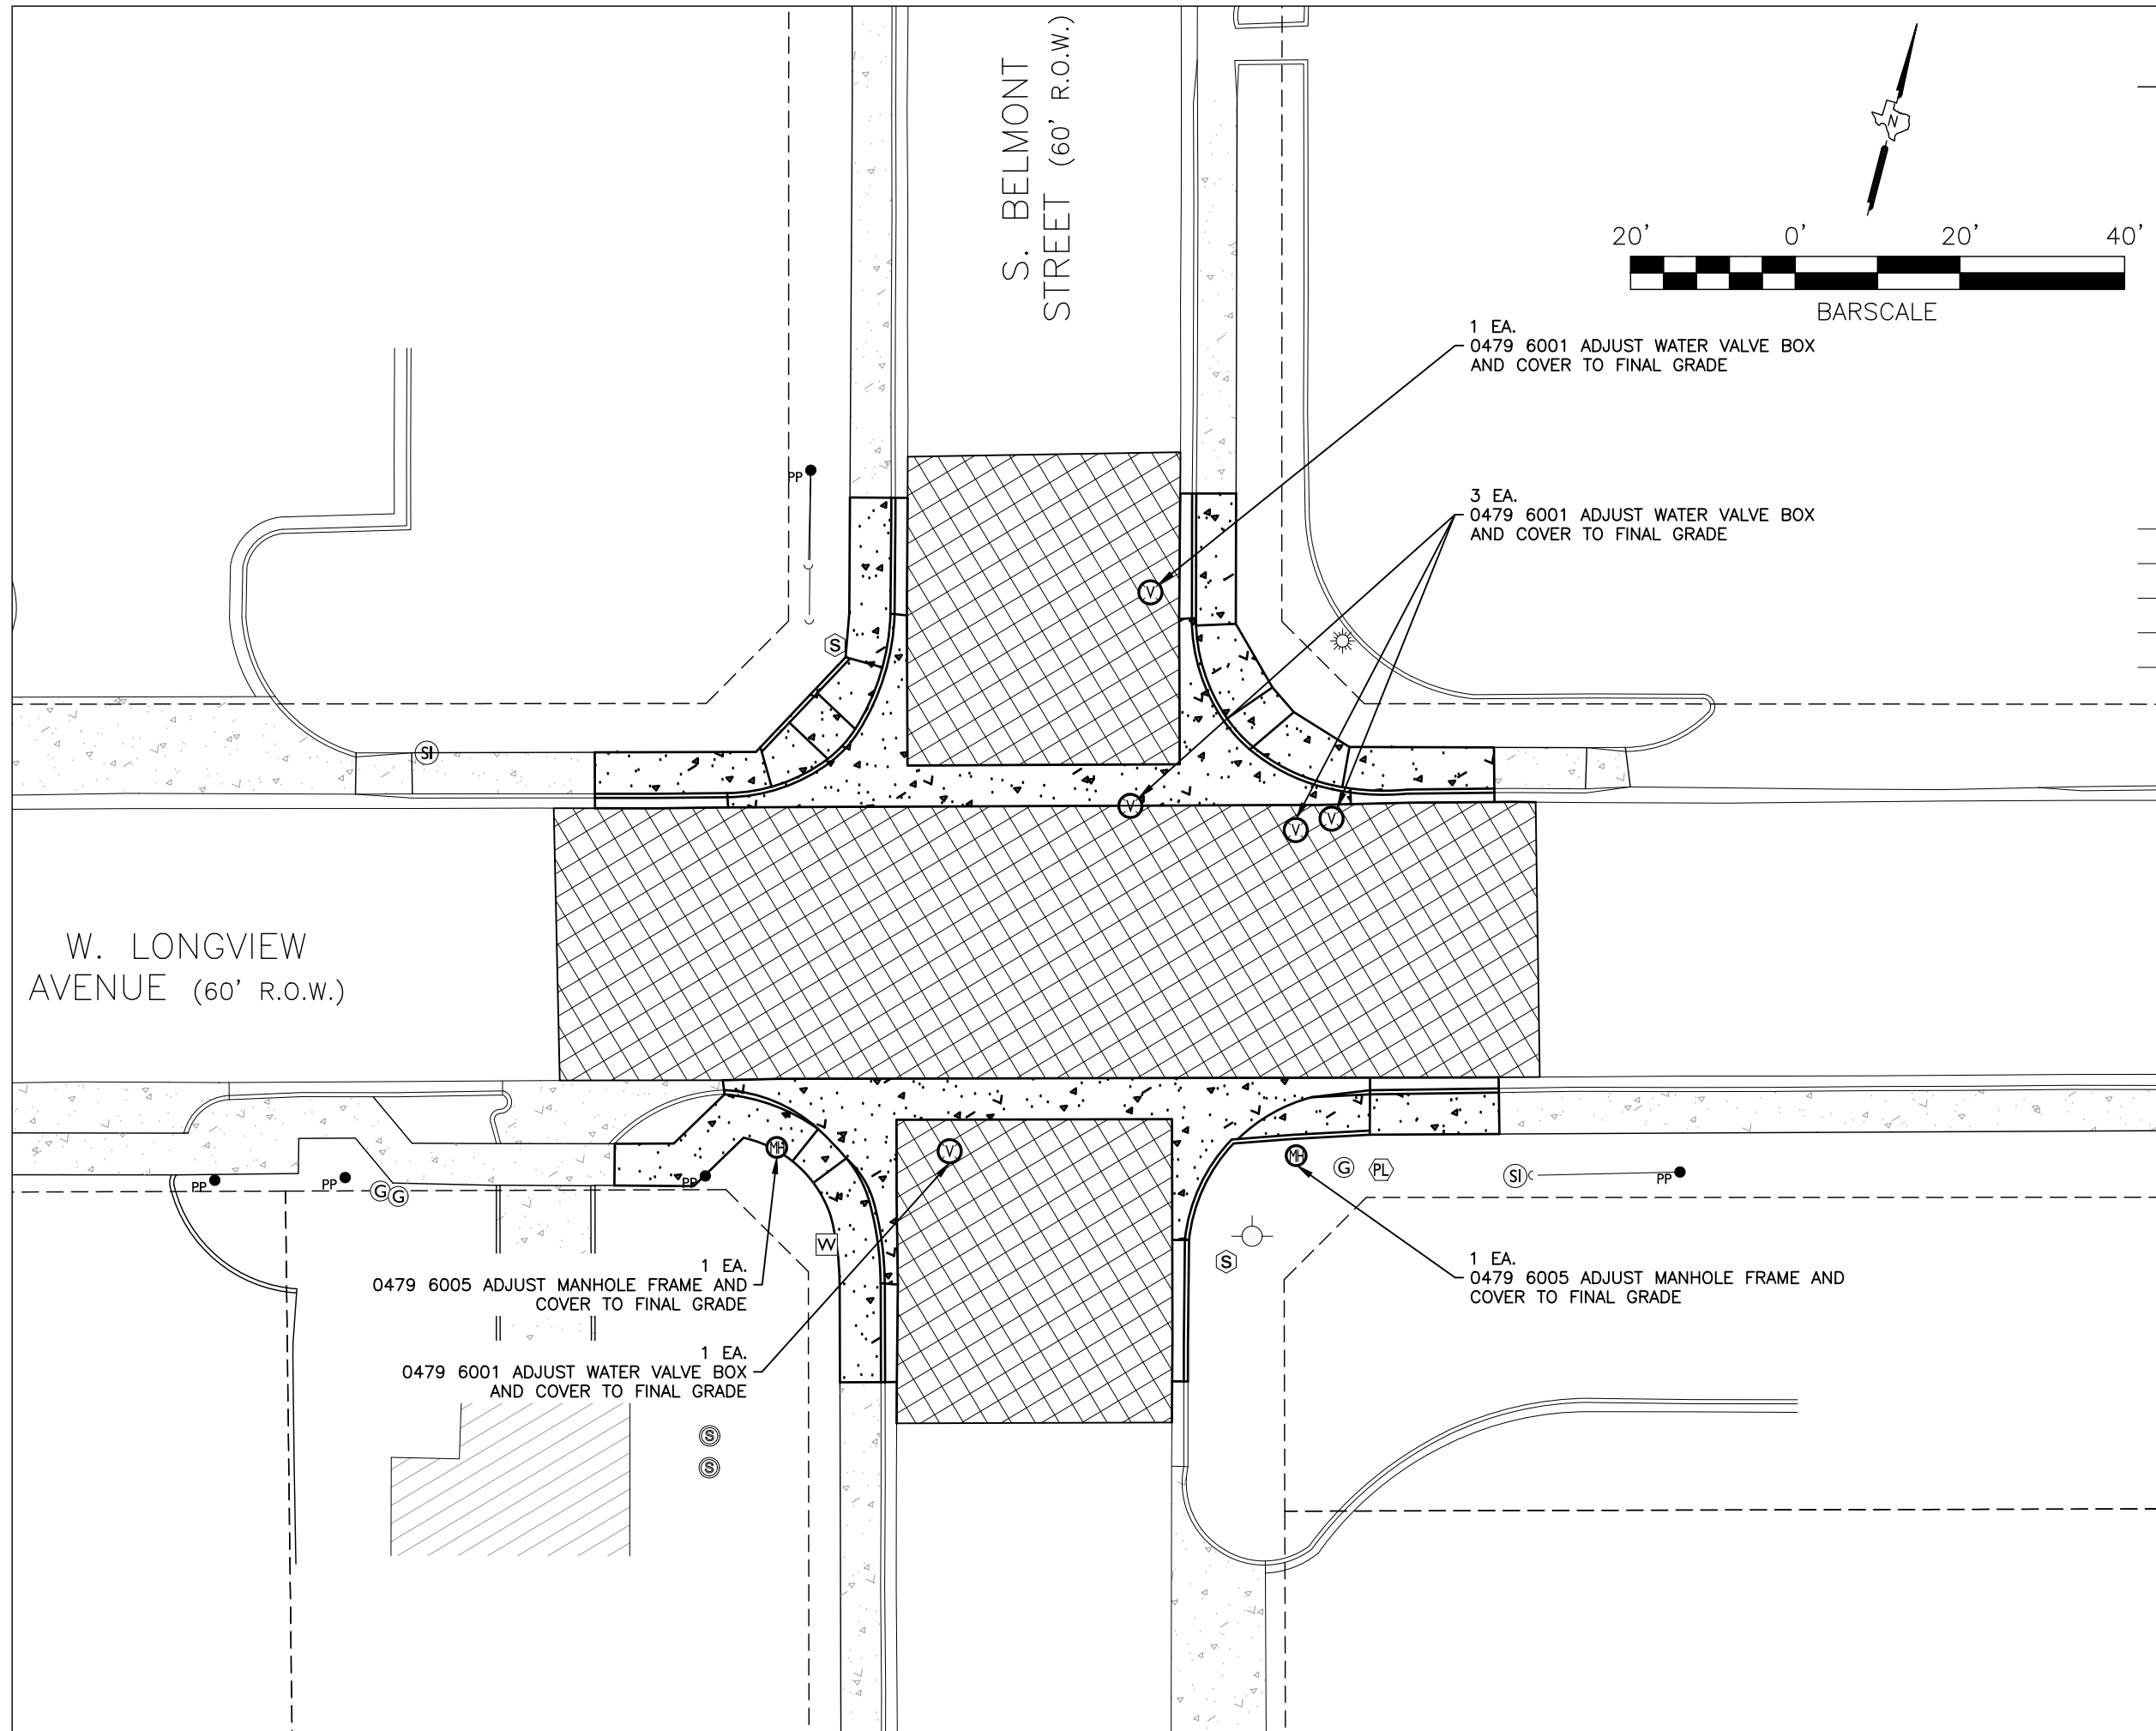 S. BELMONT
STREET (60' R.O.W.)
N
20' 0' 20' 40'
BARSCALE
1 EA.
0479 6001 ADJUST WATER VALVE BOX
AND COVER TO FINAL GRADE
3 EA.
0479 6001 ADJUST WATER VALVE BOX
AND COVER TO FINAL GRADE
PP
V
S
SI
V
V
V
W. LONGVIEW
AVENUE (60' R.O.W.)
MH
V
MH
G
PL
SI
PP
PP
PP
G
G
PP
W
S
1 EA.
0479 6005 ADJUST MANHOLE FRAME AND
COVER TO FINAL GRADE
1 EA.
0479 6005 ADJUST MANHOLE FRAME AND
COVER TO FINAL GRADE
1 EA.
0479 6001 ADJUST WATER VALVE BOX
AND COVER TO FINAL GRADE
S
S